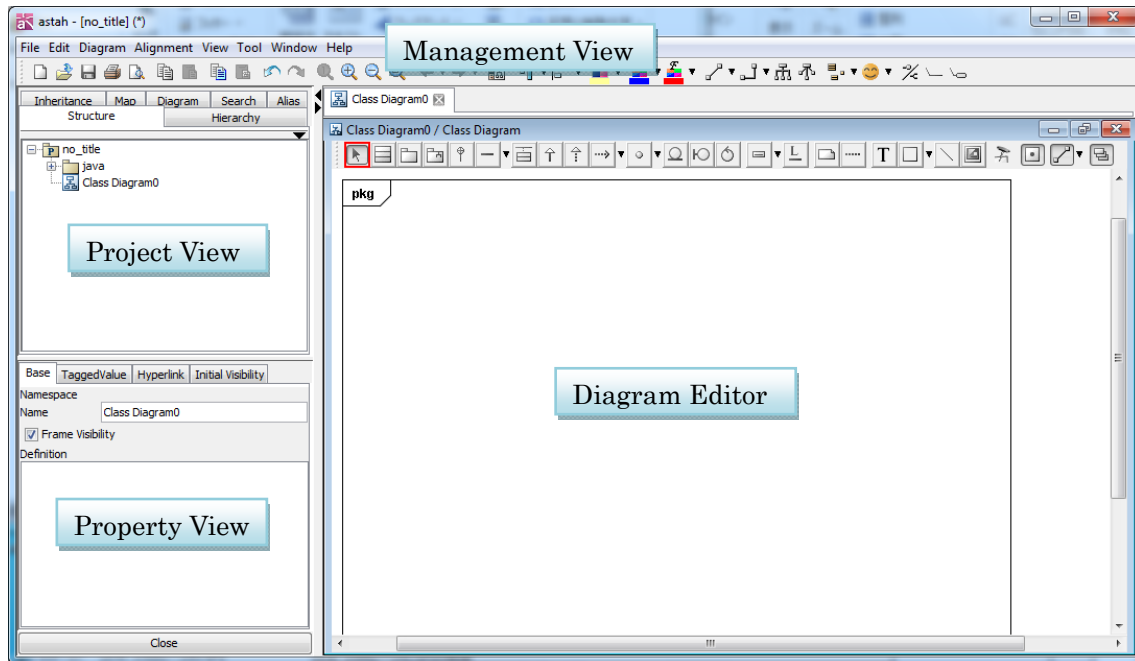 astah - [no_title] (*)
File Edit Diagram Alignment View Tool Window Help
Management View
Inheritance Map Diagram Search Alias
Structure Hierarchy
no_title
java
Class Diagram0
Project View
Base TaggedValue Hyperlink Initial Visibility
Namespace
Name Class Diagram0
Frame Visibility
Definition
Property View
Close
Class Diagram0
Class Diagram0 / Class Diagram
T
pkg
Diagram Editor